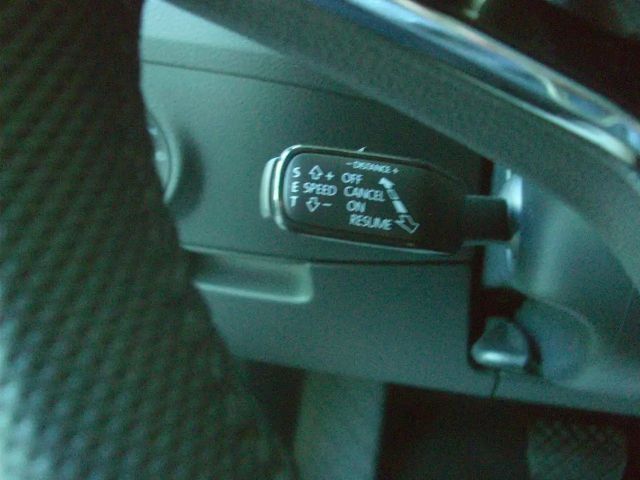 - DISTANCE +
S + OFF
E SPEED CANCEL
T - ON
RESUME